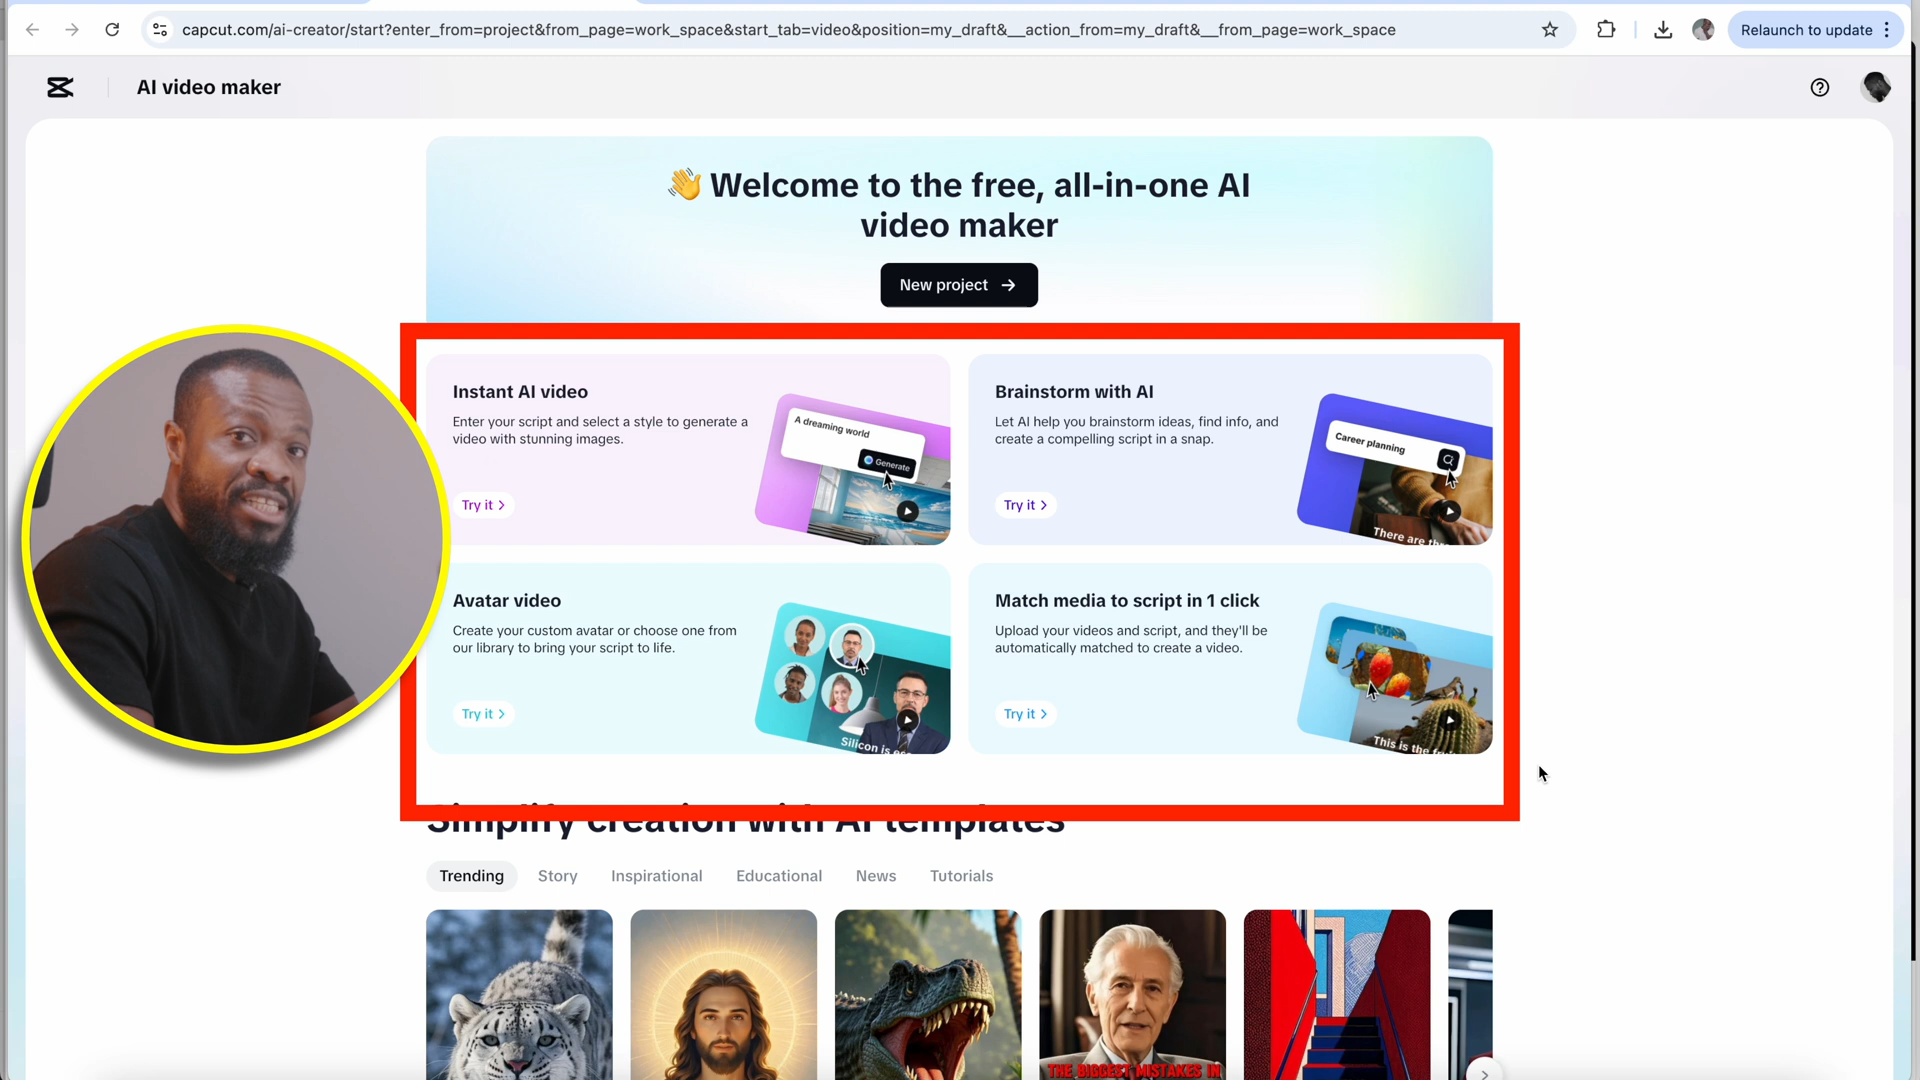 capcut.com/ai-creator/start?enter_from=project&from_page=work_space&start_tab=video&position=my_draft&__action_from=my_draft&__from_page=work_space
Relaunch to update
AI video maker
👋 Welcome to the free, all-in-one AI
video maker
New project →
Instant AI video
Enter your script and select a style to generate a
video with stunning images.
Try it >
A dreaming world
Generate
Brainstorm with AI
Let AI help you brainstorm ideas, find info, and
create a compelling script in a snap.
Try it >
Career planning
There are
Avatar video
Create your custom avatar or choose one from
our library to bring your script to life.
Try it >
Silicon is
Match media to script in 1 click
Upload your videos and script, and they'll be
automatically matched to create a video.
Try it >
This is the
Simplify creation with AI templates
Trending
Story
Inspirational
Educational
News
Tutorials
THE BIGGEST MISTAKES IN